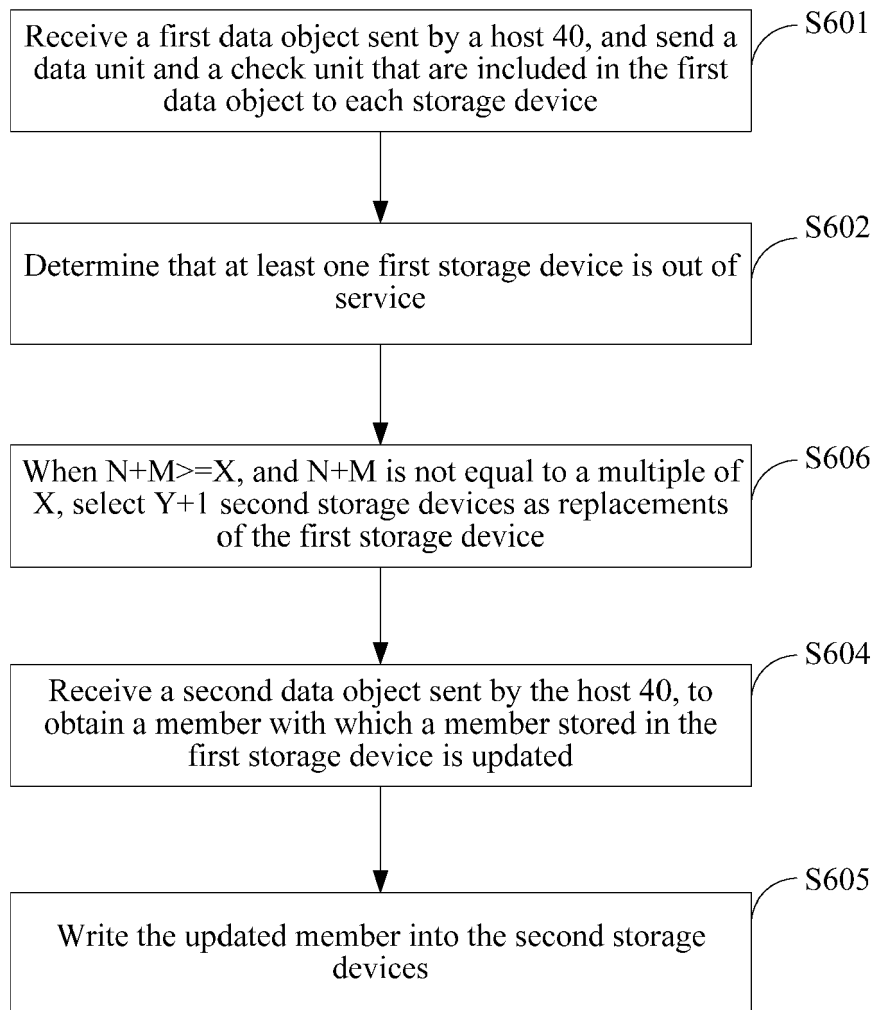 Receive a first data object sent by a host 40, and send a
data unit and a check unit that are included in the first
data object to each storage device
S601
Determine that at least one first storage device is out of
service
S602
When N+M>=X, and N+M is not equal to a multiple of
X, select Y+1 second storage devices as replacements
of the first storage device
S606
Receive a second data object sent by the host 40, to
obtain a member with which a member stored in the
first storage device is updated
S604
Write the updated member into the second storage
devices
S605